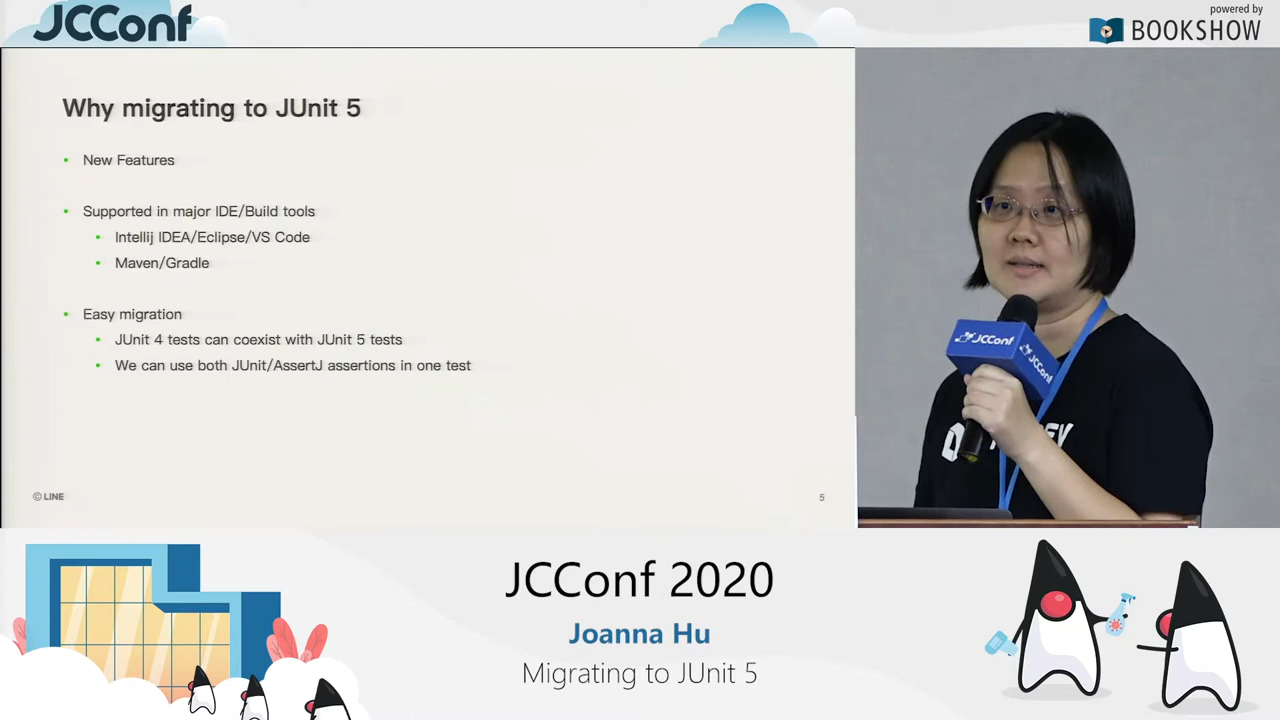 JCConf
powered by
BOOKSHOW
Why migrating to JUnit 5
• New Features
• Supported in major IDE/Build tools
• Intellij IDEA/Eclipse/VS Code
• Maven/Gradle
• Easy migration
• JUnit 4 tests can coexist with JUnit 5 tests
• We can use both JUnit/AssertJ assertions in one test
© LINE
5
JCConf
JCConf
JCConf 2020
Joanna Hu
Migrating to JUnit 5